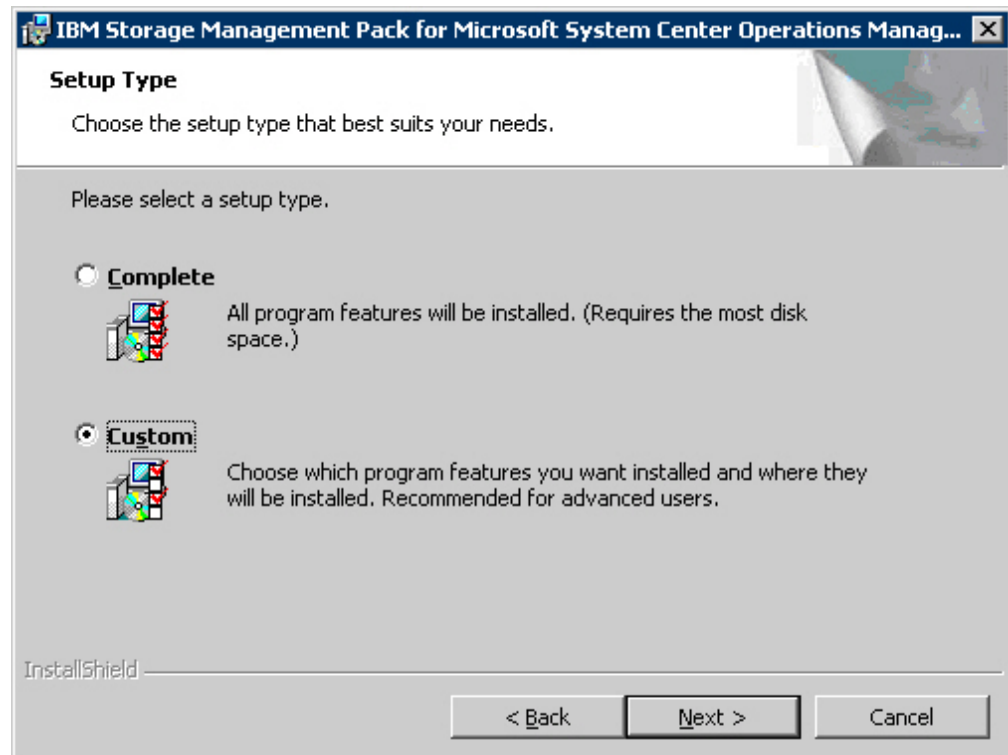 IBM Storage Management Pack for Microsoft System Center Operations Manag...
Setup Type
Choose the setup type that best suits your needs.
Please select a setup type.
Complete
All program features will be installed. (Requires the most disk
space.)
Custom
Choose which program features you want installed and where they
will be installed. Recommended for advanced users.
InstallShield
< Back Next > Cancel